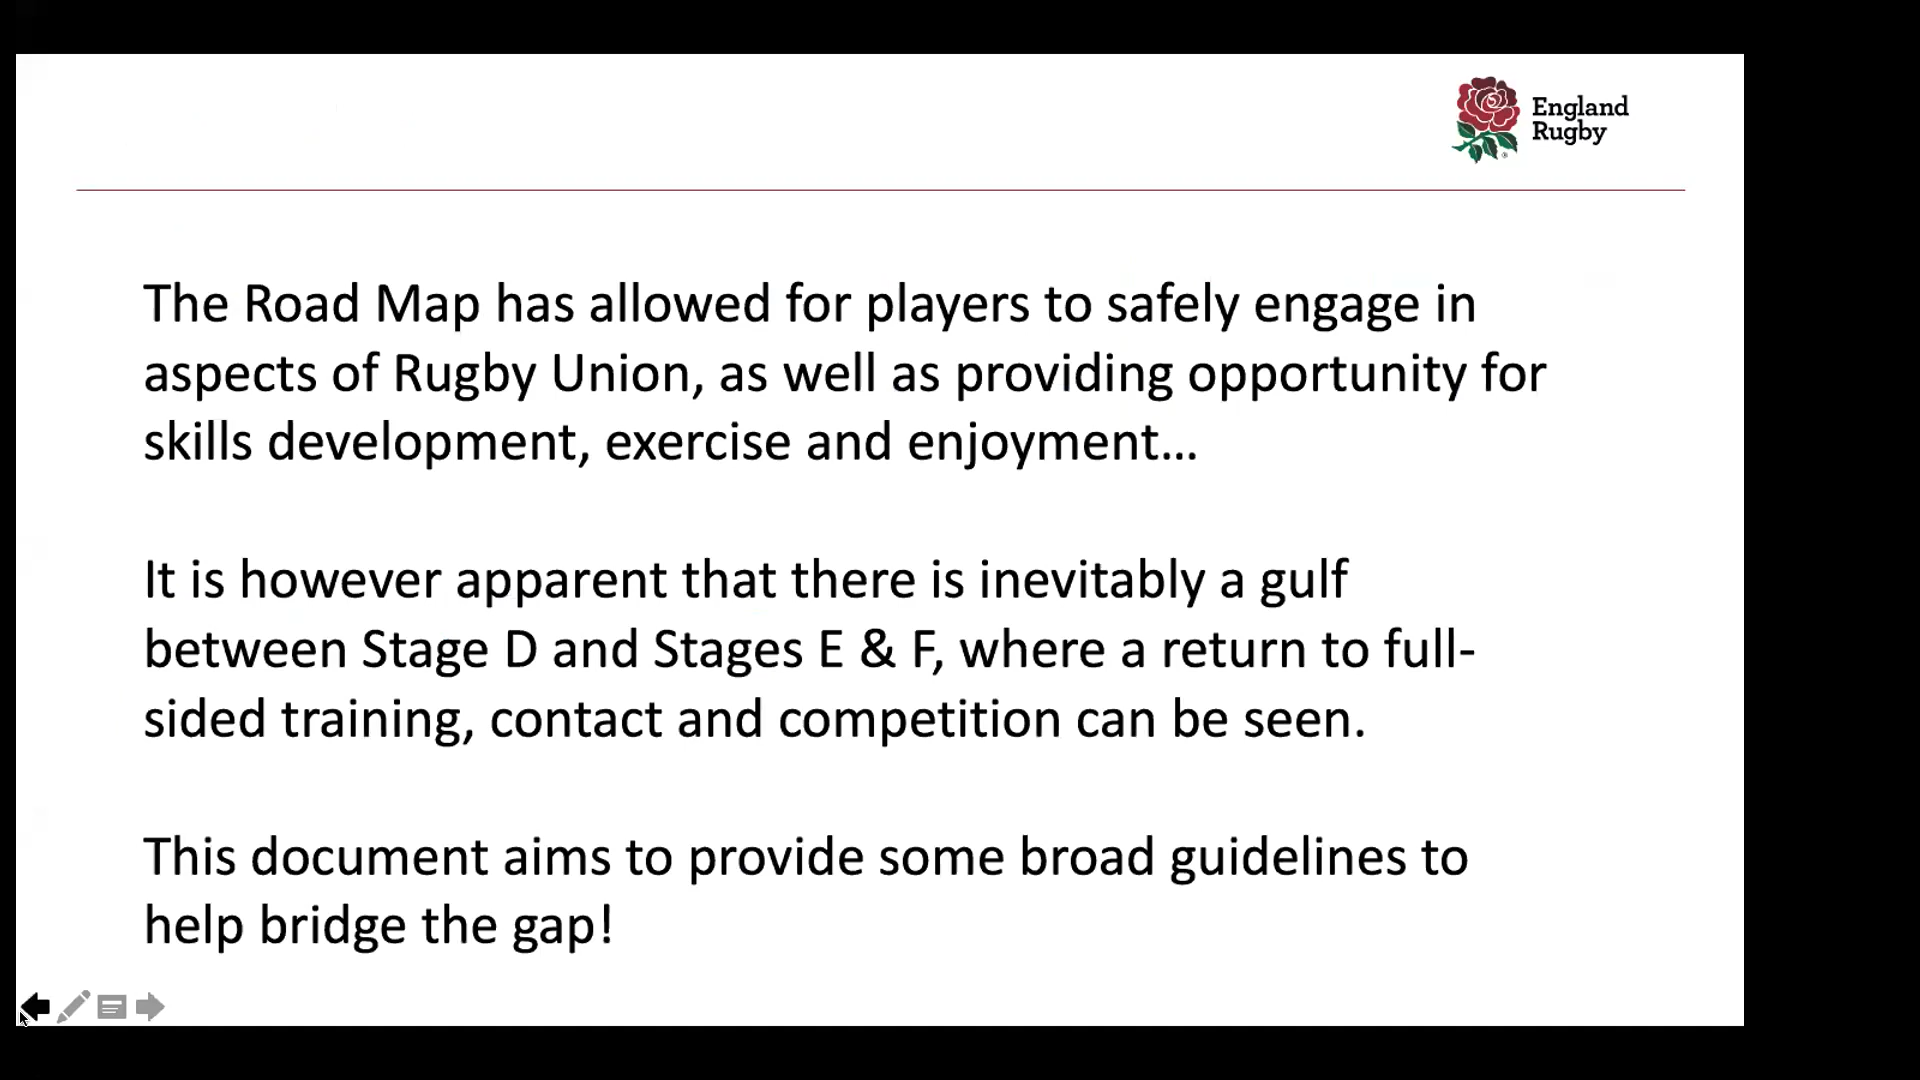 England
Rugby
The Road Map has allowed for players to safely engage in
aspects of Rugby Union, as well as providing opportunity for
skills development, exercise and enjoyment...
It is however apparent that there is inevitably a gulf
between Stage D and Stages E & F, where a return to full-
sided training, contact and competition can be seen.
This document aims to provide some broad guidelines to
help bridge the gap!